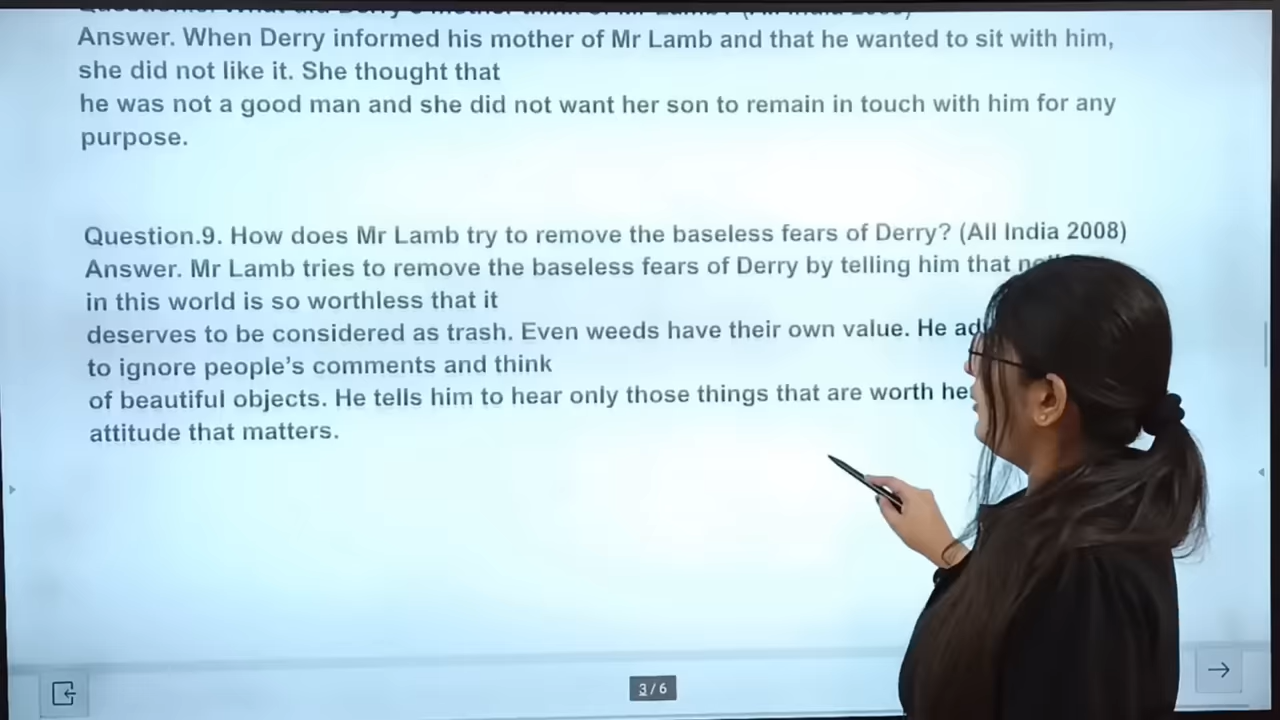 Answer. When Derry informed his mother of Mr Lamb and that he wanted to sit with him,
she did not like it. She thought that
he was not a good man and she did not want her son to remain in touch with him for any
purpose.
Question.9. How does Mr Lamb try to remove the baseless fears of Derry? (All India 2008)
Answer. Mr Lamb tries to remove the baseless fears of Derry by telling him that
in this world is so worthless that it
deserves to be considered as trash. Even weeds have their own value. He
to ignore people’s comments and think
of beautiful objects. He tells him to hear only those things that are worth
attitude that matters.
3 / 6